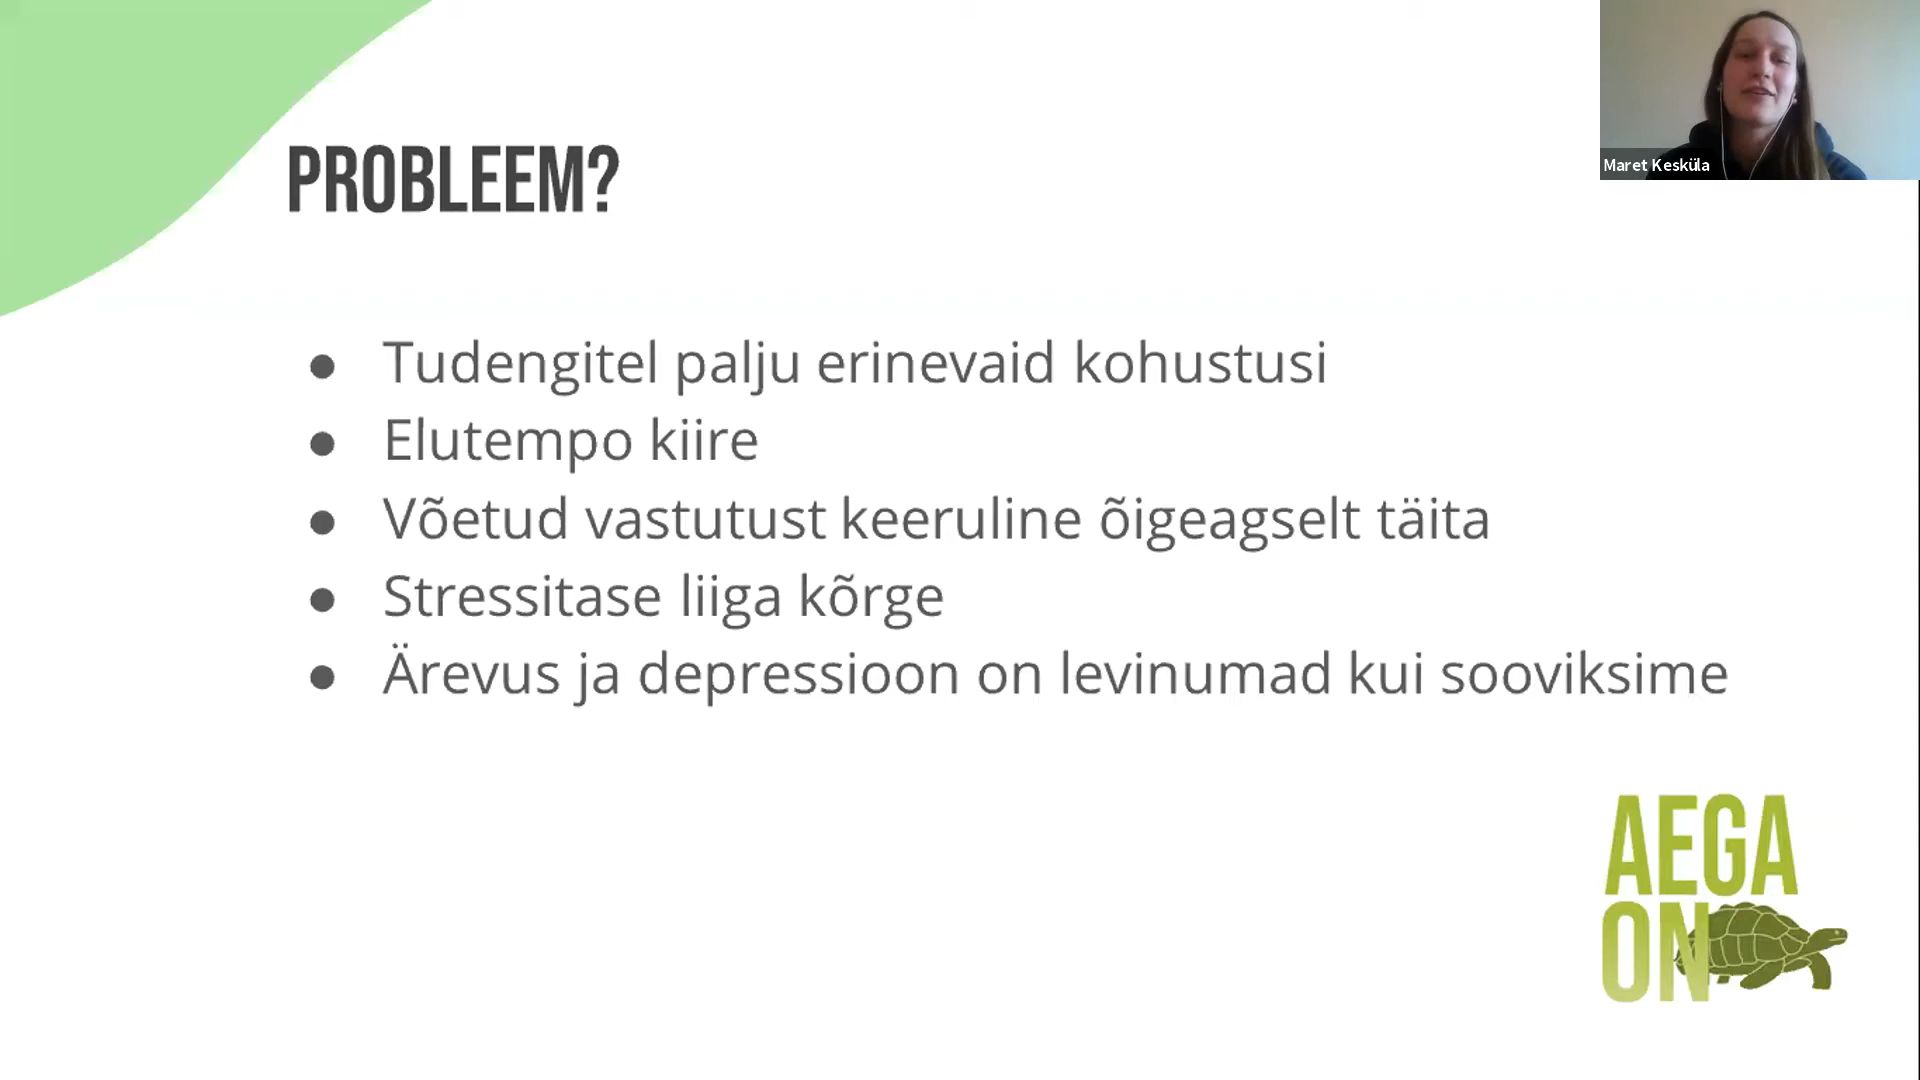 PROBLEEM?
Maret Kesküla
● Tudengitel palju erinevaid kohustusi
● Elutempo kiire
● Võetud vastutust keeruline õigeagselt täita
● Stressitase liiga kõrge
● Ärevus ja depressioon on levinumad kui sooviksime
AEGA
ON